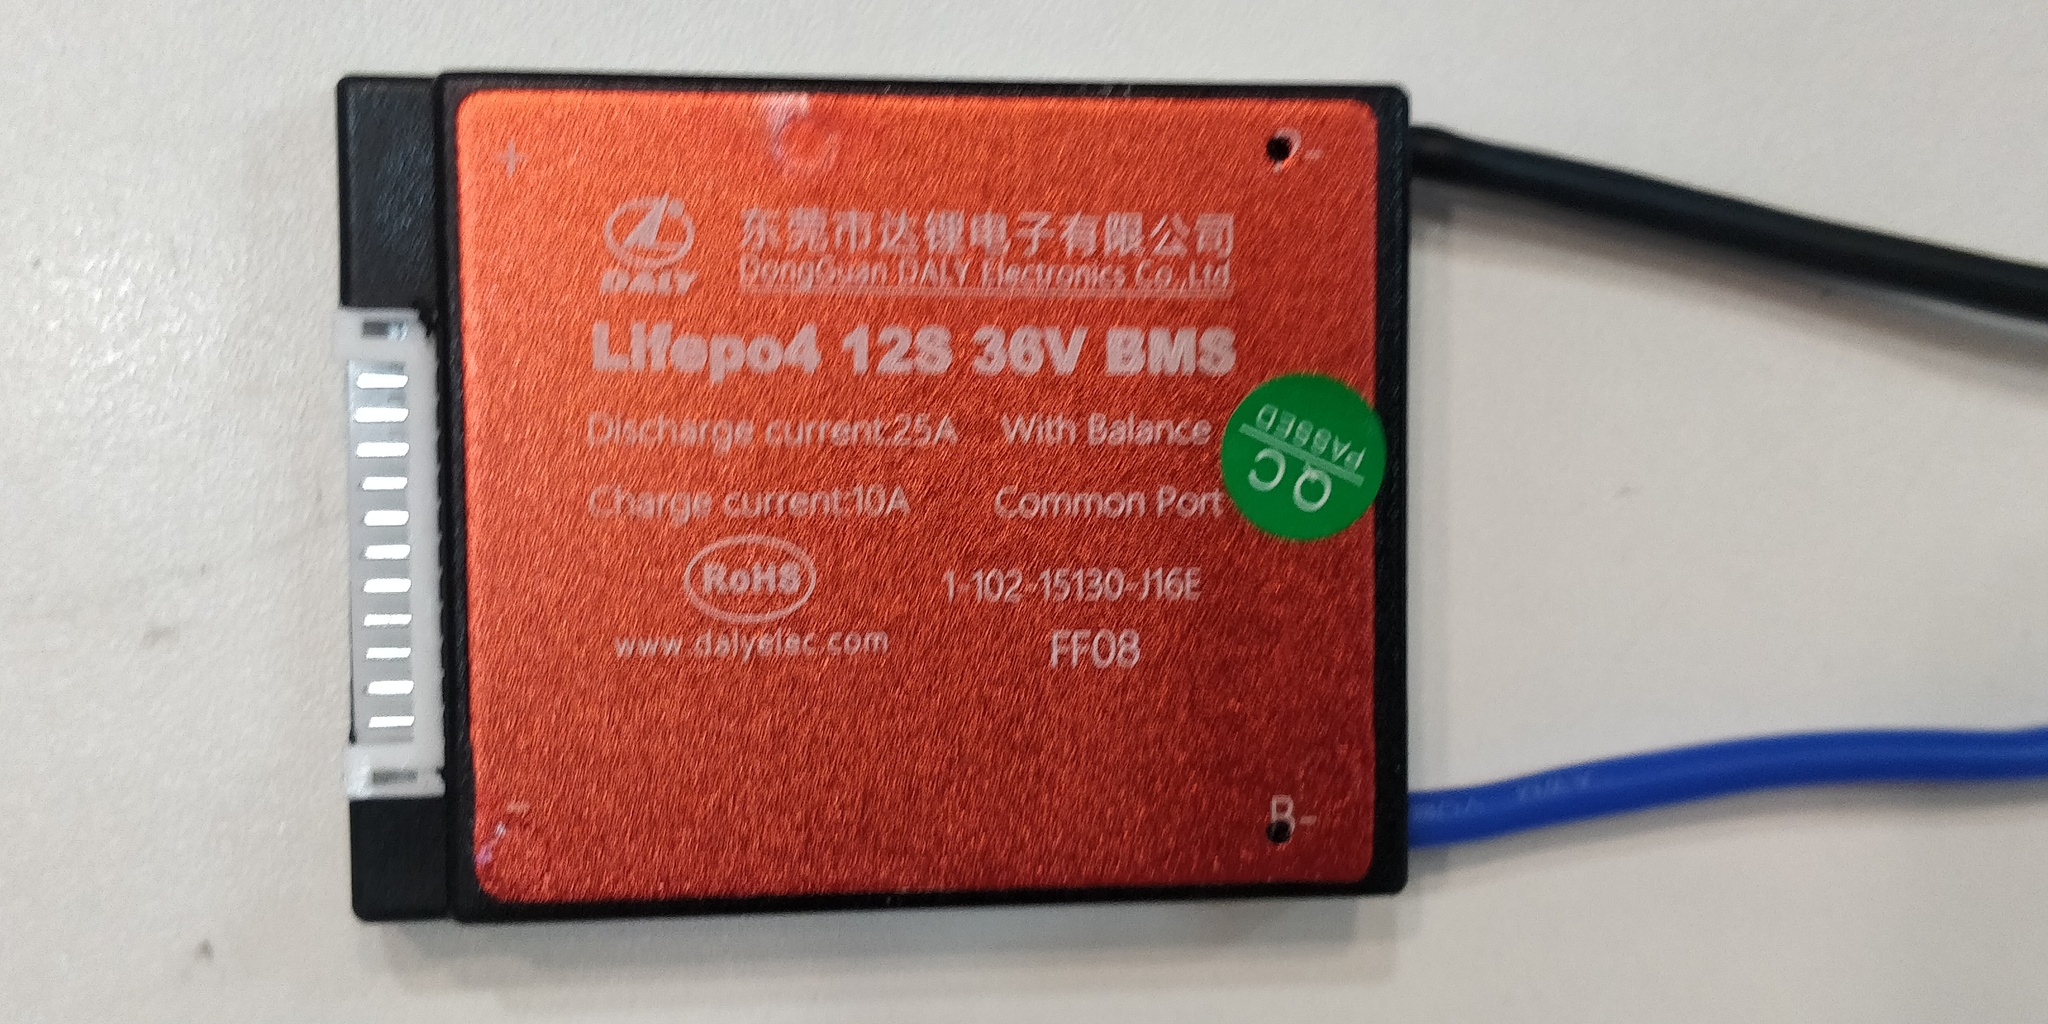 +
P-
DALY
东莞市达锂电子有限公司
DongGuan DALY Electronics Co.,Ltd
Lifepo4 12S 36V BMS
Discharge current:25A With Balance
Charge current:10A Common Port
QC
PASSED
RoHS
1-102-15130-J16E
www.dalyelec.com
FF08
-
B-